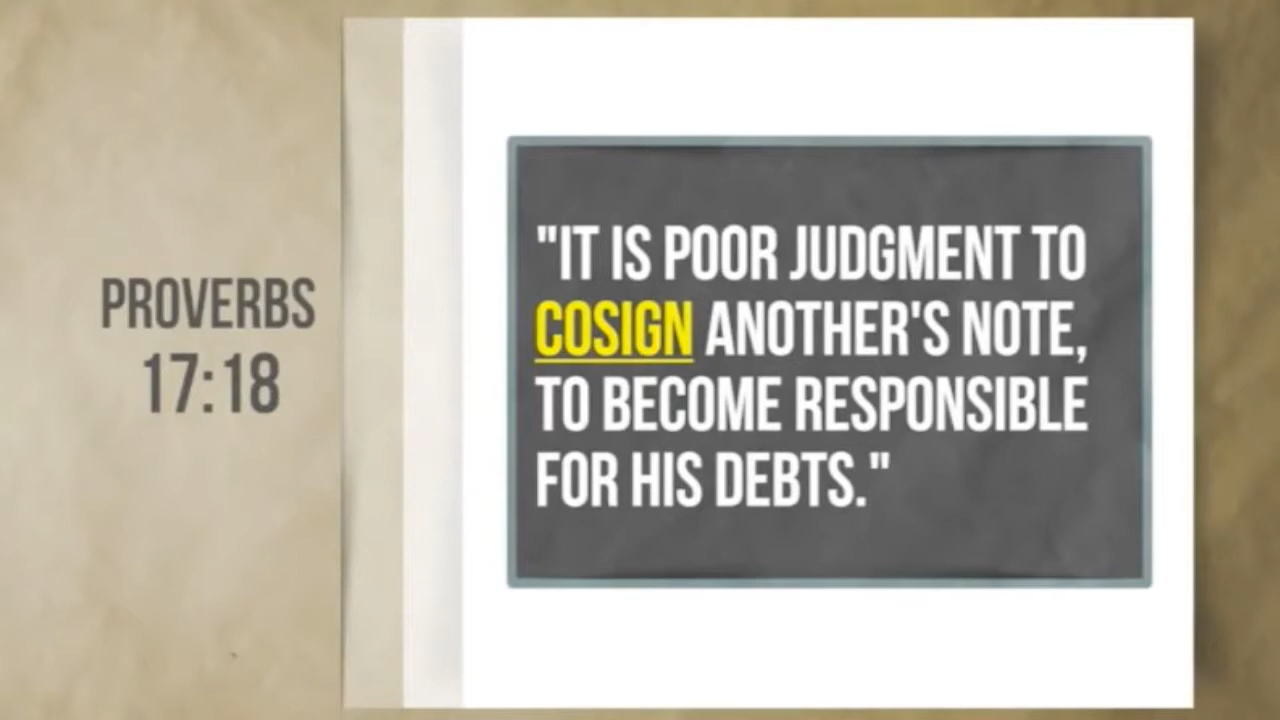 PROVERBS
17:18
"IT IS POOR JUDGMENT TO
COSIGN ANOTHER'S NOTE,
TO BECOME RESPONSIBLE
FOR HIS DEBTS."